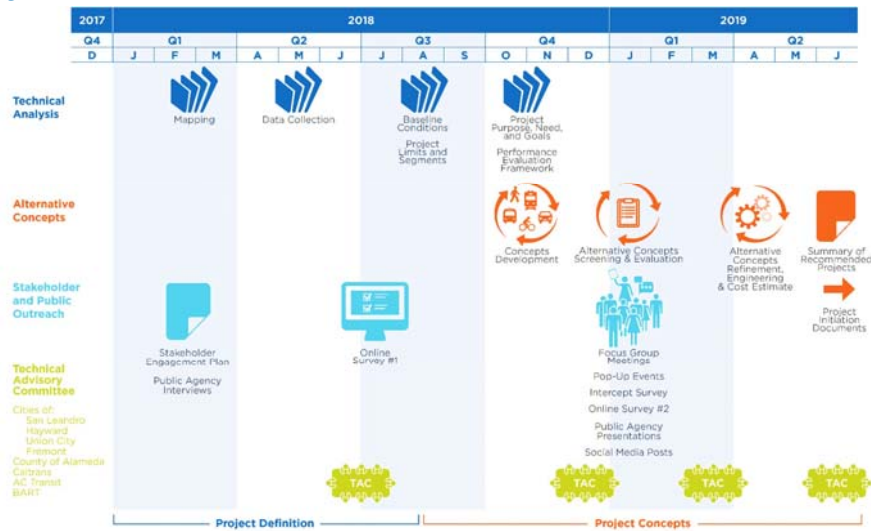 2017 2018 2019
Q4 Q1 Q2 Q3 Q4 Q1 Q2
D J F M A M J J A S O N D J F M A M J
Technical
Analysis
Mapping
Data Collection
Baseline
Conditions
Project
Limits and
Segments
Project
Purpose, Need,
and Goals
Performance
Evaluation
Framework
Alternative
Concepts
Concepts
Development
Alternative Concepts
Screening & Evaluation
Alternative
Concepts
Refinement,
Engineering
& Cost Estimate
Summary of
Recommended
Projects
Project
Initiation
Documents
Stakeholder
and Public
Outreach
Stakeholder
Engagement Plan
Public Agency
Interviews
Online
Survey #1
Focus Group
Meetings
Pop-Up Events
Intercept Survey
Online Survey #2
Public Agency
Presentations
Social Media Posts
Technical
Advisory
Committee
Cities of:
San Leandro
Hayward
Union City
Fremont
County of Alameda
Caltrans
AC Transit
BART
TAC TAC TAC TAC
Project Definition Project Concepts